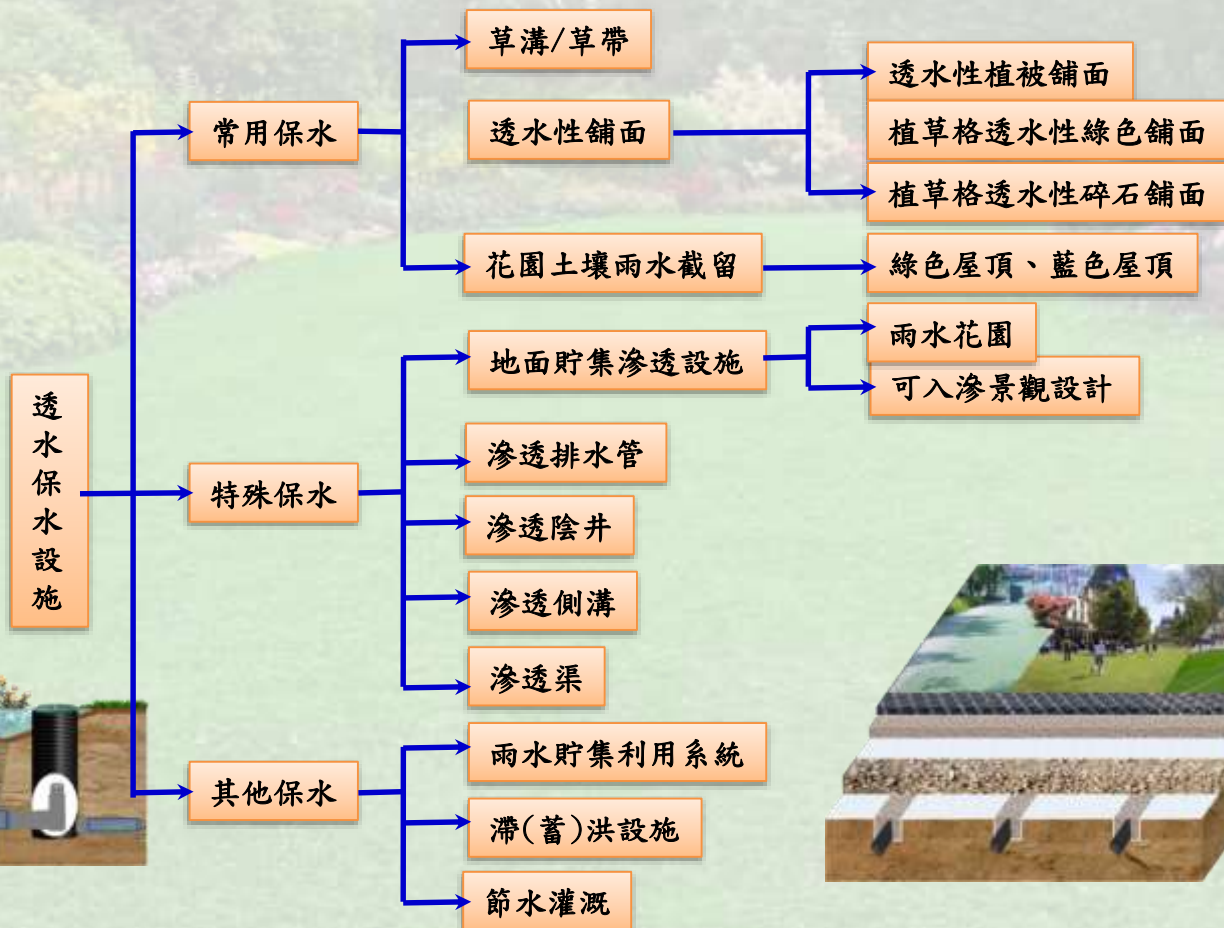 透水保水設施
常用保水
草溝/草帶
透水性舖面
透水性植被舖面
植草格透水性綠色舖面
植草格透水性碎石舖面
花園土壤雨水截留
綠色屋頂、藍色屋頂
特殊保水
地面貯集滲透設施
雨水花園
可入滲景觀設計
滲透排水管
滲透陰井
滲透側溝
滲透渠
其他保水
雨水貯集利用系統
滯(蓄)洪設施
節水灌溉